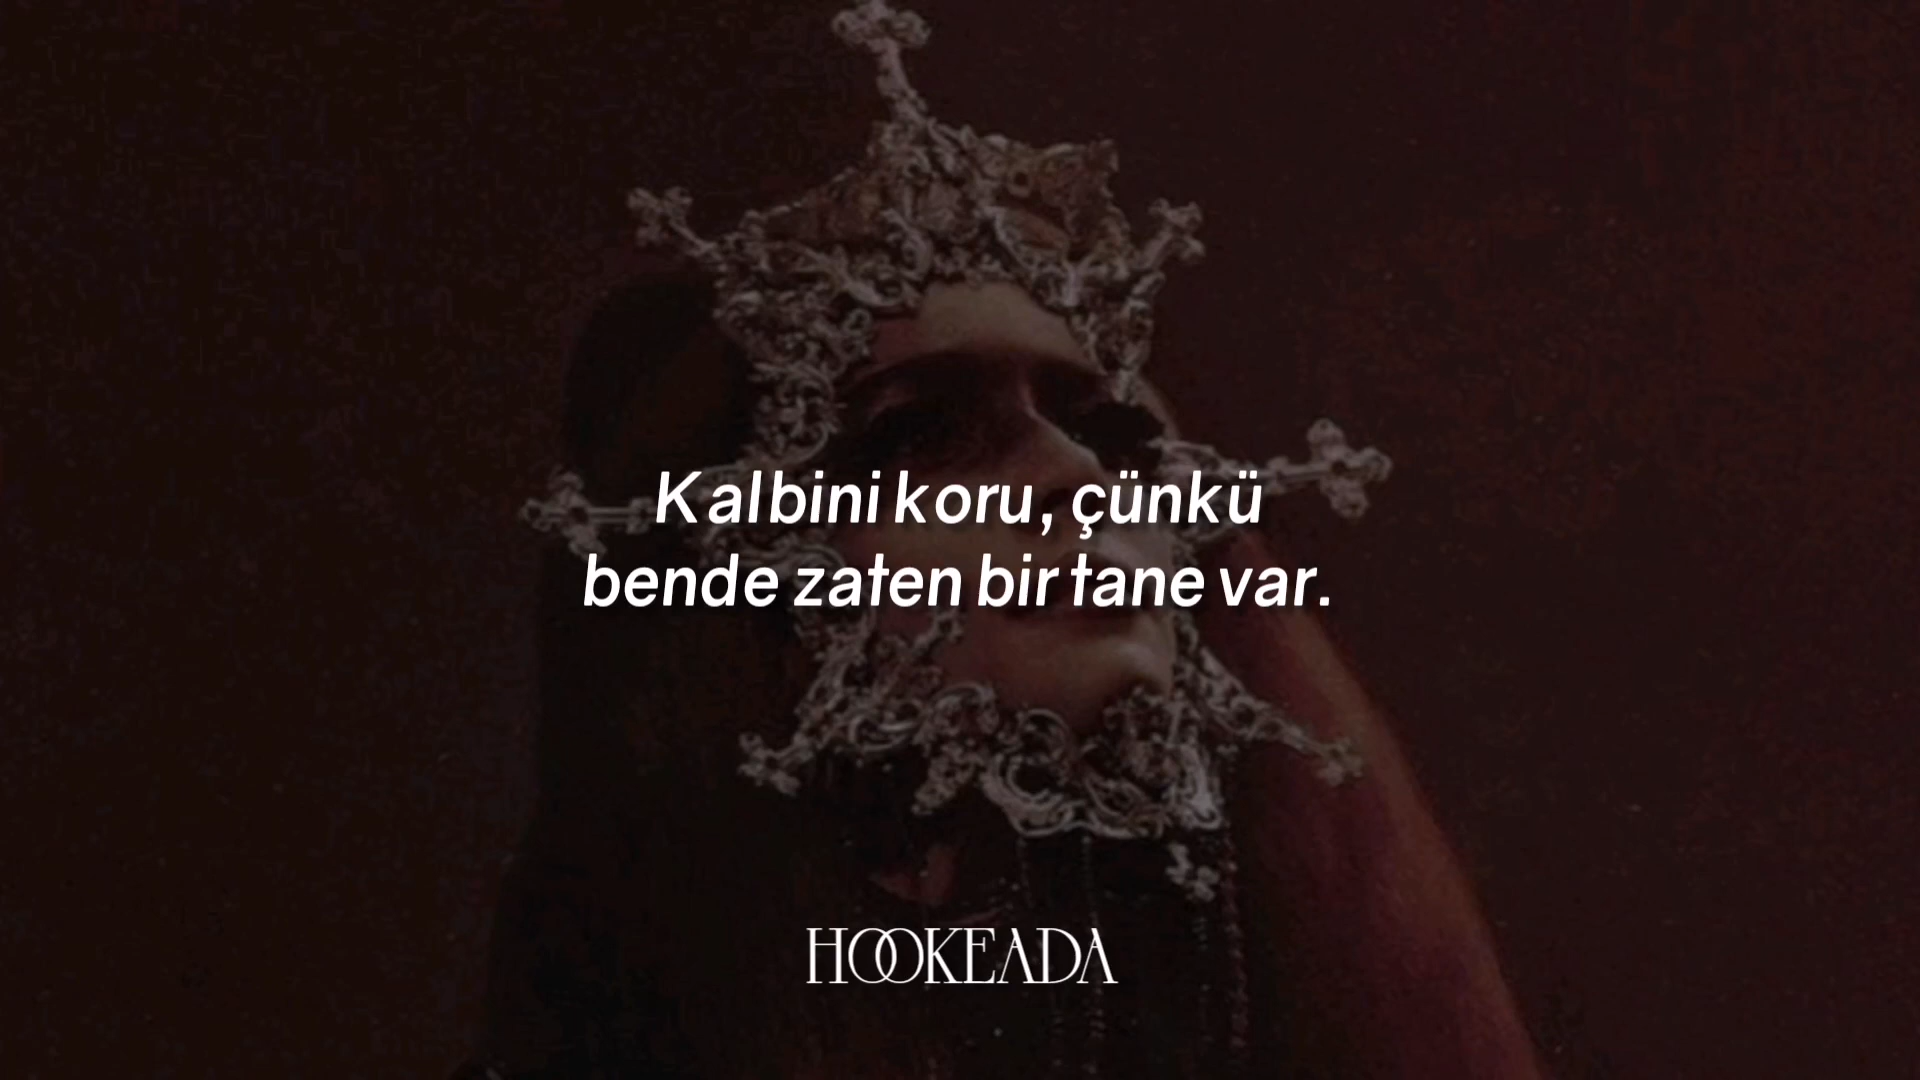 Kalbini koru, çünkü
bende zaten bir tane var.
HOOKEADA